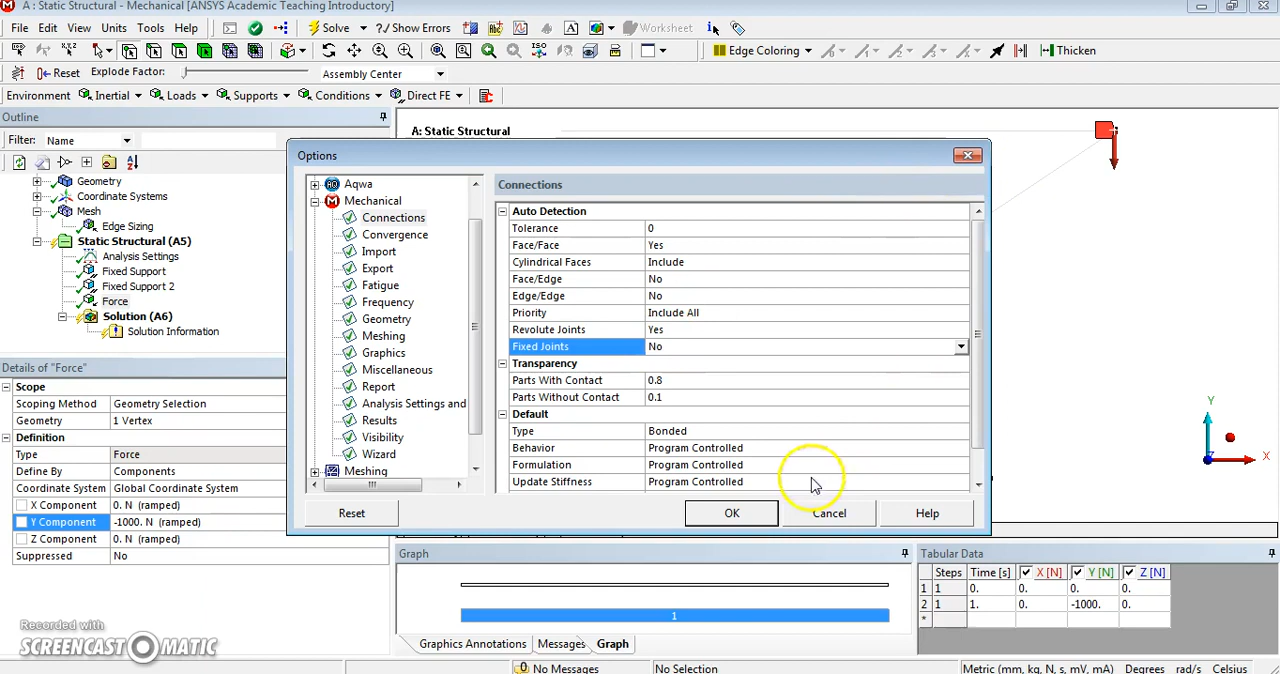 A : Static Structural - Mechanical [ANSYS Academic Teaching Introductory]
File Edit View Units Tools Help Solve ?/Show Errors Worksheet
Edge Coloring Thicken
Reset Explode Factor: Assembly Center
Environment Inertial Loads Supports Conditions Direct FE
Outline
Filter: Name
Geometry
Coordinate Systems
Mesh
Edge Sizing
Static Structural (A5)
Analysis Settings
Fixed Support
Fixed Support 2
Force
Solution (A6)
Solution Information
Details of "Force"
Scope
Scoping Method Geometry Selection
Geometry 1 Vertex
Definition
Type Force
Define By Components
Coordinate System Global Coordinate System
X Component 0. N (ramped)
Y Component -1000. N (ramped)
Z Component 0. N (ramped)
Suppressed No
A: Static Structural
Options
Aqwa
Mechanical
Connections
Convergence
Import
Export
Fatigue
Frequency
Geometry
Meshing
Graphics
Miscellaneous
Report
Analysis Settings and
Results
Visibility
Wizard
Meshing
Connections
Auto Detection
Tolerance 0
Face/Face Yes
Cylindrical Faces Include
Face/Edge No
Edge/Edge No
Priority Include All
Revolute Joints Yes
Fixed Joints No
Transparency
Parts With Contact 0.8
Parts Without Contact 0.1
Default
Type Bonded
Behavior Program Controlled
Formulation Program Controlled
Update Stiffness Program Controlled
Reset OK Cancel Help
Y
X
Z
Graph
1
Graphics Annotations Messages Graph
Tabular Data
Steps Time [s] X [N] Y [N] Z [N]
1 1 0. 0. 0. 0.
2 1 1. 0. -1000. 0.
*
Recorded with
SCREENCAST MATIC
0 No Messages No Selection Metric (mm, kg, N, s, mV, mA) Degrees rad/s Celsius